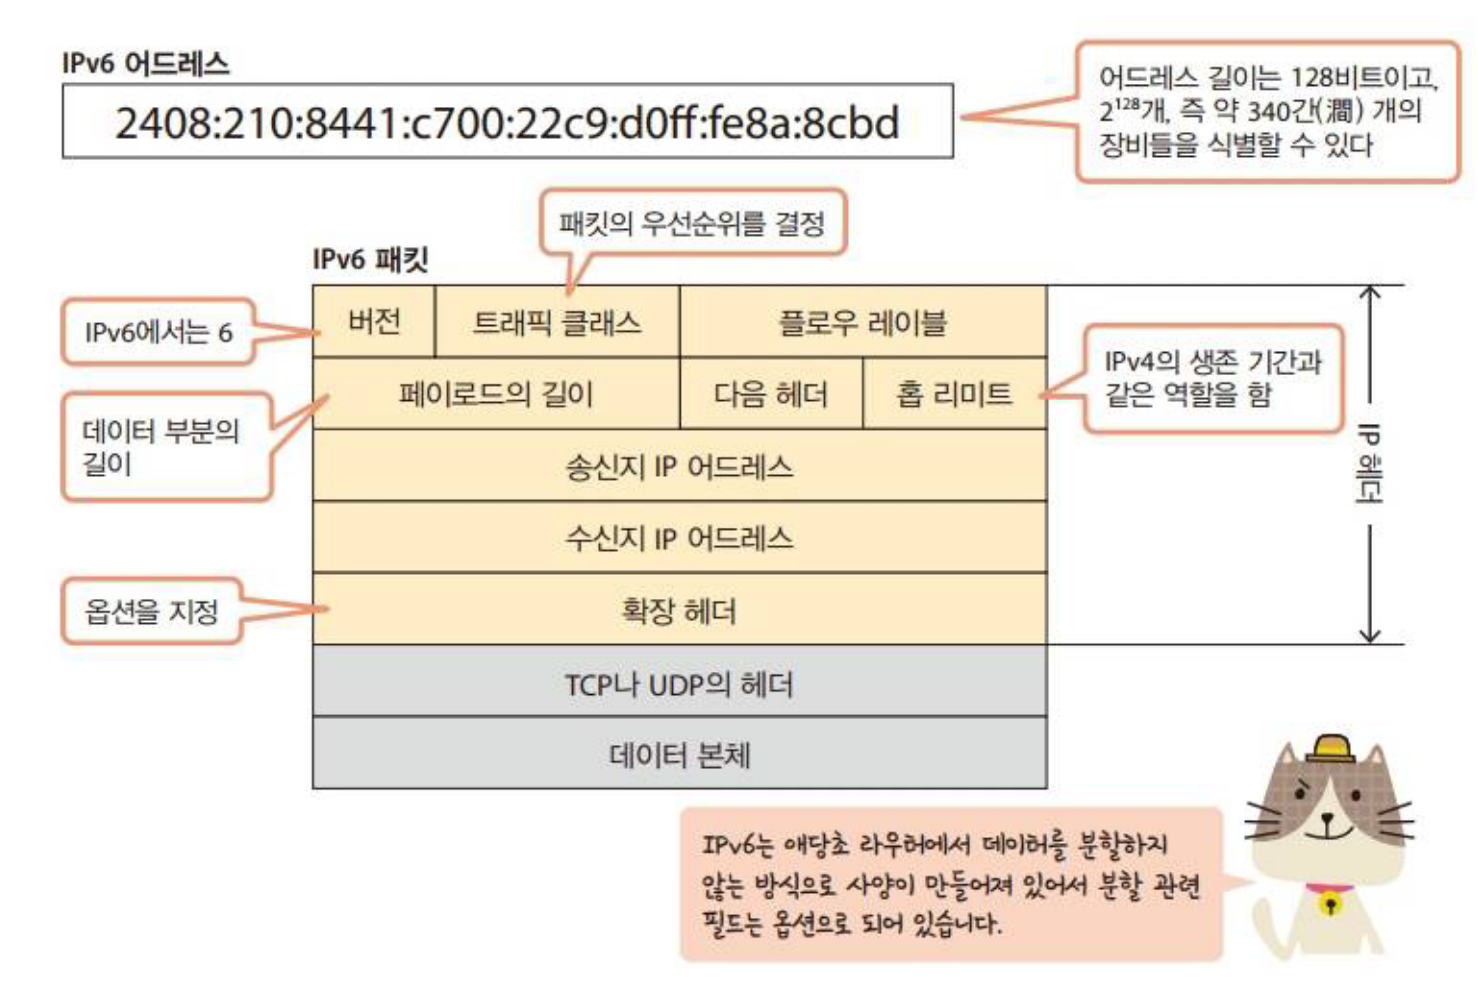 IPv6 어드레스
2408:210:8441:c700:22c9:d0ff:fe8a:8cbd
어드레스 길이는 128비트이고,
2¹²⁸개, 즉 약 340간(澗) 개의
장비들을 식별할 수 있다
패킷의 우선순위를 결정
IPv6 패킷
IPv6에서는 6
버전
트래픽 클래스
플로우 레이블
데이터 부분의
길이
페이로드의 길이
다음 헤더
홉 리미트
IPv4의 생존 기간과
같은 역할을 함
송신지 IP 어드레스
수신지 IP 어드레스
옵션을 지정
확장 헤더
IP 헤더
TCP나 UDP의 헤더
데이터 본체
IPv6는 애당초 라우터에서 데이터를 분할하지
않는 방식으로 사양이 만들어져 있어서 분할 관련
필드는 옵션으로 되어 있습니다.